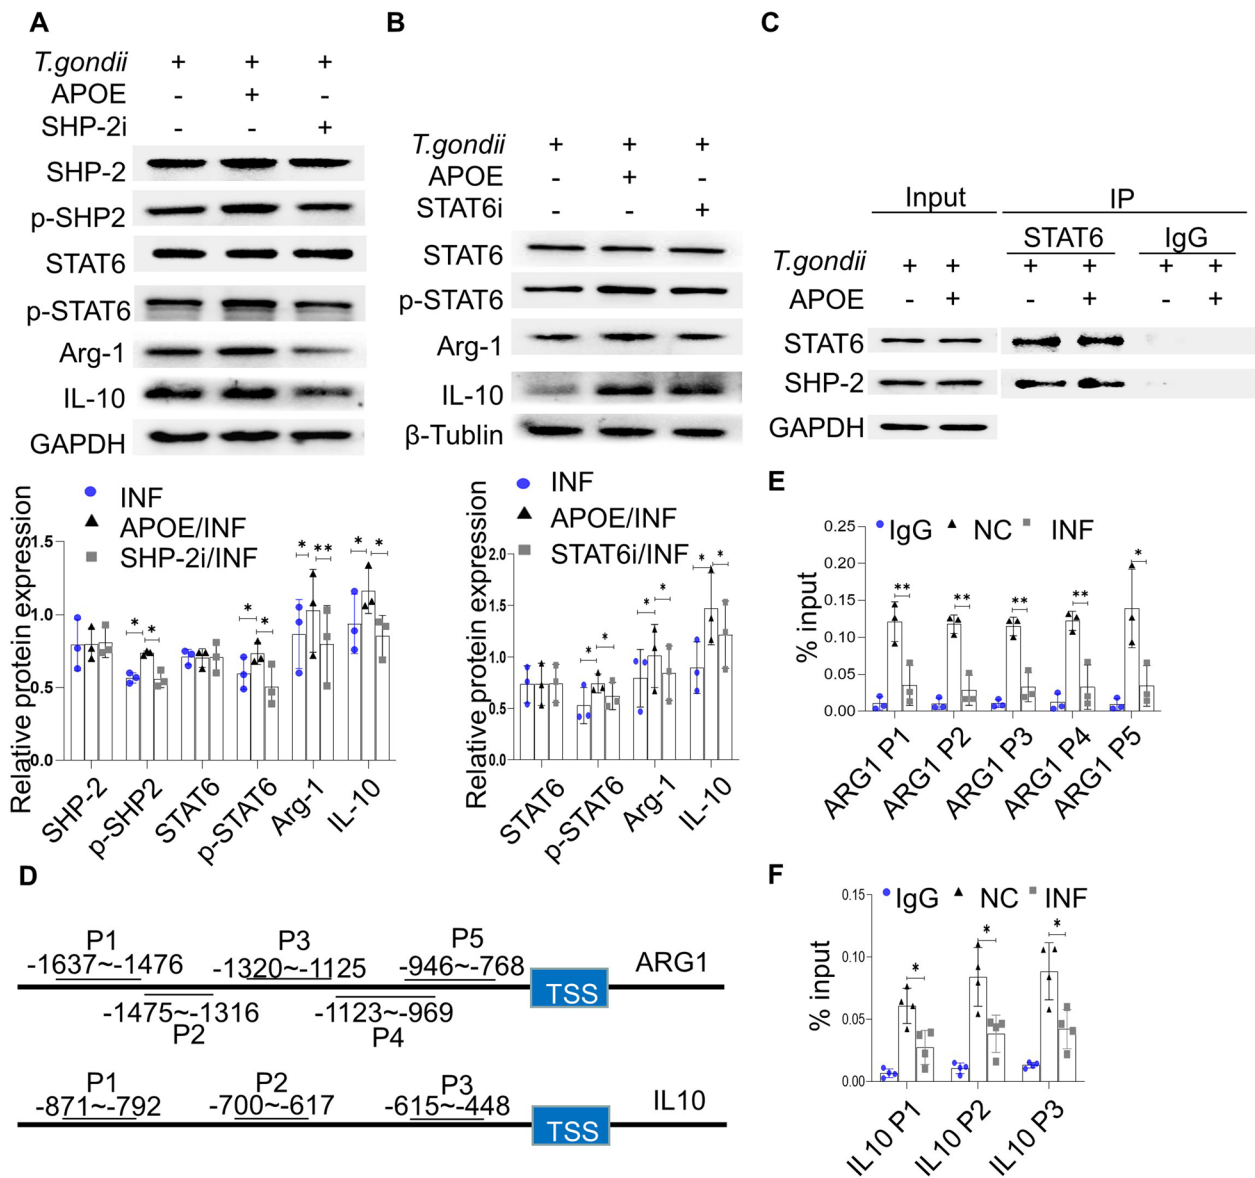 A
T.gondii + + +
APOE - + -
SHP-2i - - +
SHP-2
p-SHP2
STAT6
p-STAT6
Arg-1
IL-10
GAPDH
INF
APOE/INF
SHP-2i/INF
Relative protein expression
1.5
1.0
0.5
0.0
* * * * * ** * *
SHP-2 p-SHP2 STAT6 p-STAT6 Arg-1 IL-10
B
T.gondii + + +
APOE - + -
STAT6i - - +
STAT6
p-STAT6
Arg-1
IL-10
β-Tublin
INF
APOE/INF
STAT6i/INF
Relative protein expression
2.0
1.5
1.0
0.5
0.0
* * * * * *
STAT6 p-STAT6 Arg-1 IL-10
C
Input IP
STAT6 IgG
T.gondii + + + + + +
APOE - + - + - +
STAT6
SHP-2
GAPDH
D
P1 P3 P5
-1637~-1476 -1320~-1125 -946~-768 ARG1
TSS
-1475~-1316 -1123~-969
P2 P4
P1 P2 P3
-871~-792 -700~-617 -615~-448 IL10
TSS
E
IgG NC INF
% input
0.25
0.20
0.15
0.10
0.05
0.00
** ** ** ** *
ARG1 P1 ARG1 P2 ARG1 P3 ARG1 P4 ARG1 P5
F
IgG NC INF
% input
0.15
0.10
0.05
0.00
* * *
IL10 P1 IL10 P2 IL10 P3